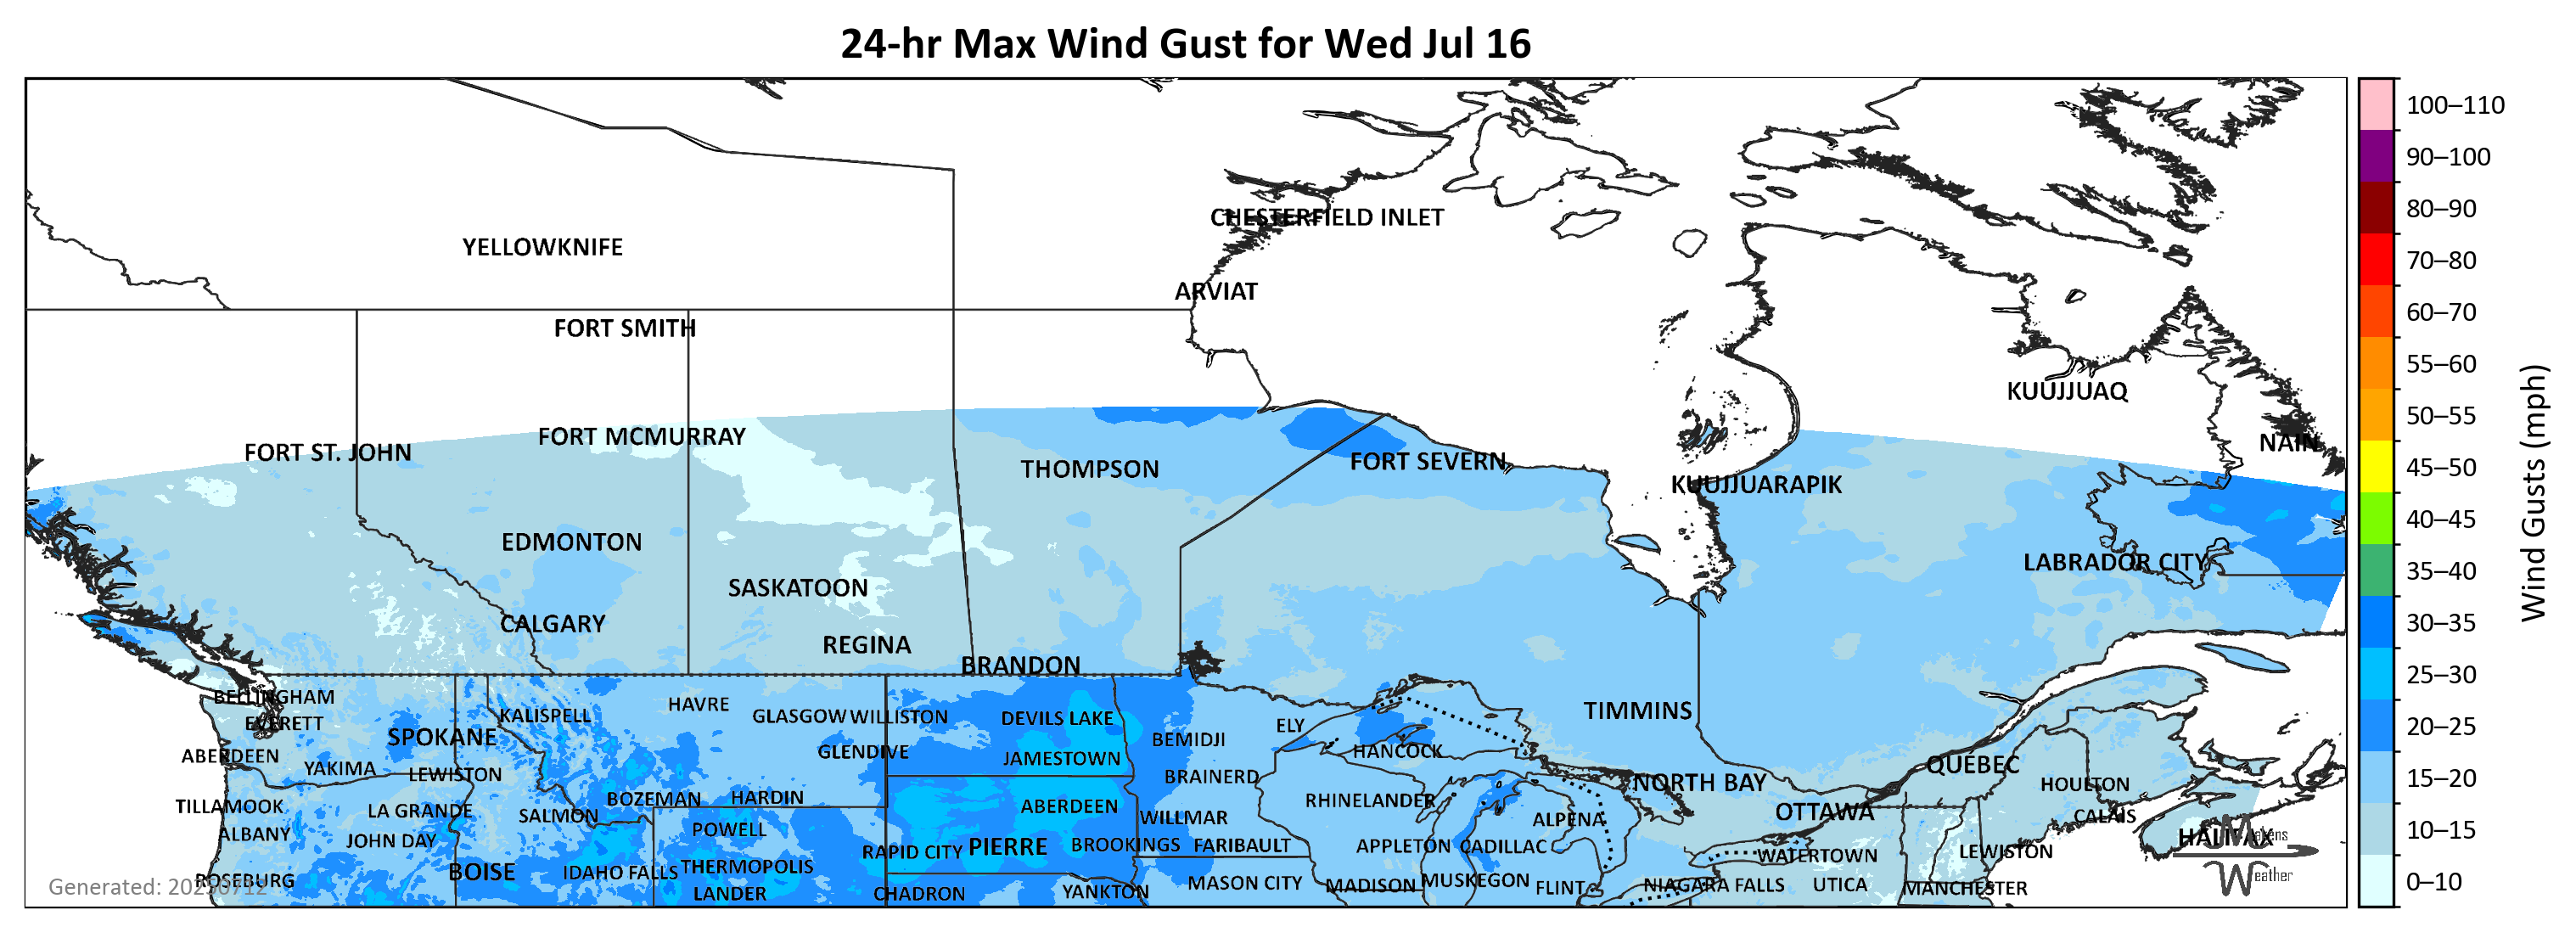 24-hr Max Wind Gust for Wed Jul 16
CHESTERFIELD INLET
YELLOWKNIFE
ARVIAT
FORT SMITH
KUUJJUAQ
FORT MCMURRAY
NAIN
FORT ST. JOHN
FORT SEVERN
THOMPSON
KUUJJUARAPIK
EDMONTON
LABRADOR CITY
SASKATOON
CALGARY
REGINA
BRANDON
BELLINGHAM
HAVRE
KALISPELL
GLASGOW
WILLISTON
DEVILS LAKE
TIMMINS
EVERETT
ELY
SPOKANE
BEMIDJI
GLENDIVE
HANCOCK
ABERDEEN
JAMESTOWN
QUÉBEC
YAKIMA
LEWISTON
BRAINERD
NORTH BAY
HOULTON
BOZEMAN
HARDIN
RHINELANDER
TILLAMOOK
LA GRANDE
SALMON
ABERDEEN
OTTAWA
CALAIS
WILLMAR
ALPENA
ALBANY
POWELL
HALIFAX
JOHN DAY
PIERRE
BROOKINGS
FARIBAULT
APPLETON
CADILLAC
RAPID CITY
LEWISTON
WATERTOWN
THERMOPOLIS
BOISE
IDAHO FALLS
ROSEBURG
MASON CITY
MADISON
MUSKEGON
FLINT
NIAGARA FALLS
UTICA
MANCHESTER
LANDER
CHADRON
YANKTON
Makens
Weather
100–110
90–100
80–90
70–80
60–70
55–60
50–55
45–50
40–45
35–40
30–35
25–30
20–25
15–20
10–15
0–10
Wind Gusts (mph)
Generated: 20250712